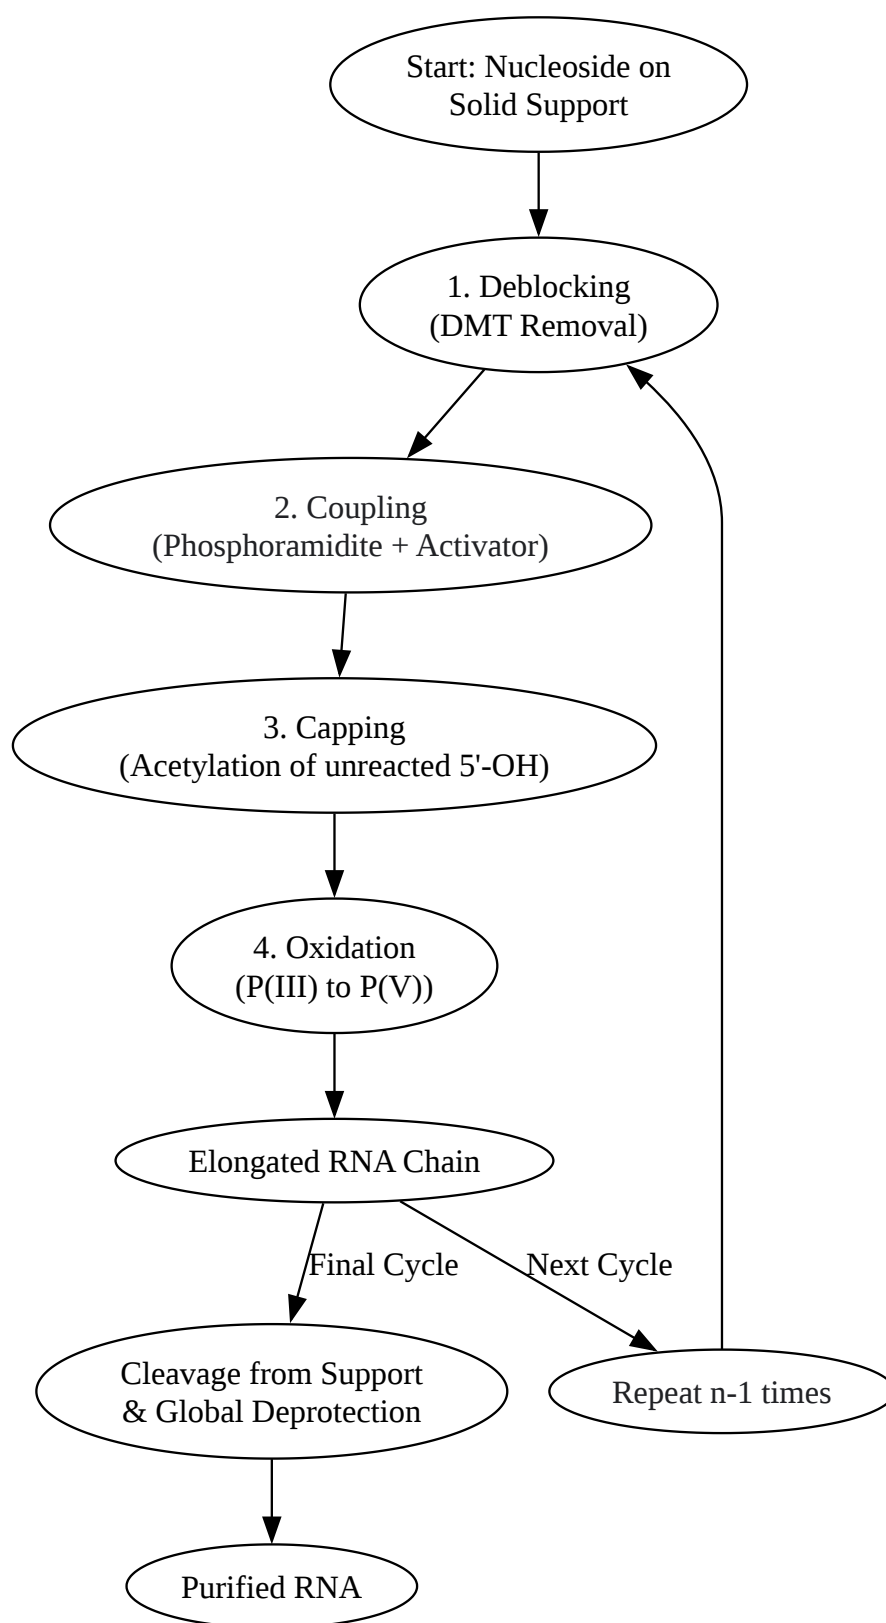 Start: Nucleoside on
Solid Support
1. Deblocking
(DMT Removal)
2. Coupling
(Phosphoramidite + Activator)
3. Capping
(Acetylation of unreacted 5'-OH)
4. Oxidation
(P(III) to P(V))
Elongated RNA Chain
Final Cycle
Next Cycle
Cleavage from Support
& Global Deprotection
Repeat n-1 times
Purified RNA